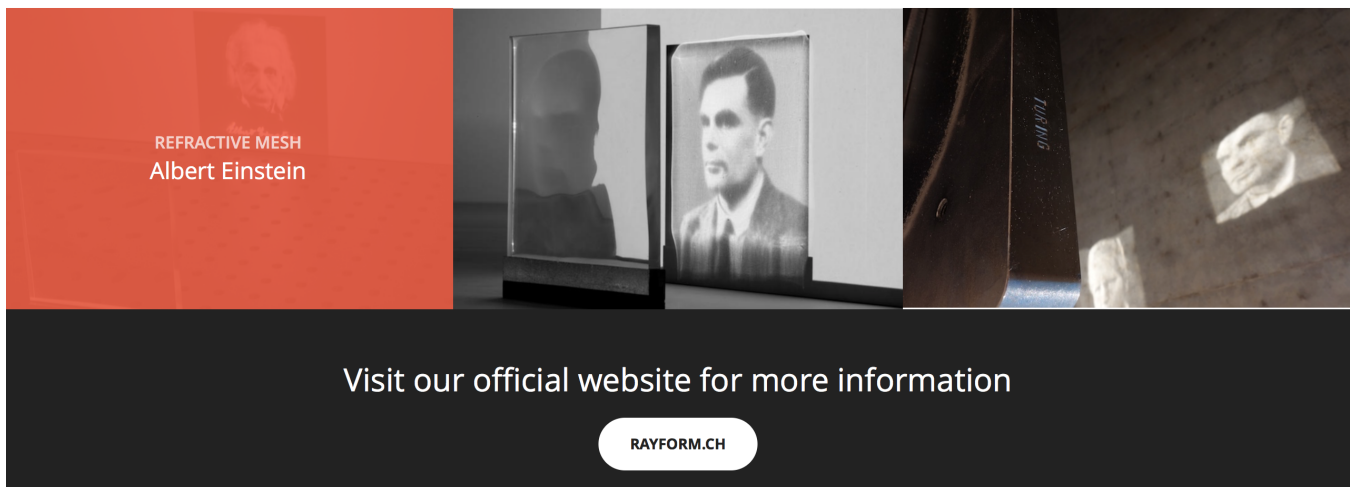 REFRACTIVE MESH
Albert Einstein
TURING
Visit our official website for more information
RAYFORM.CH